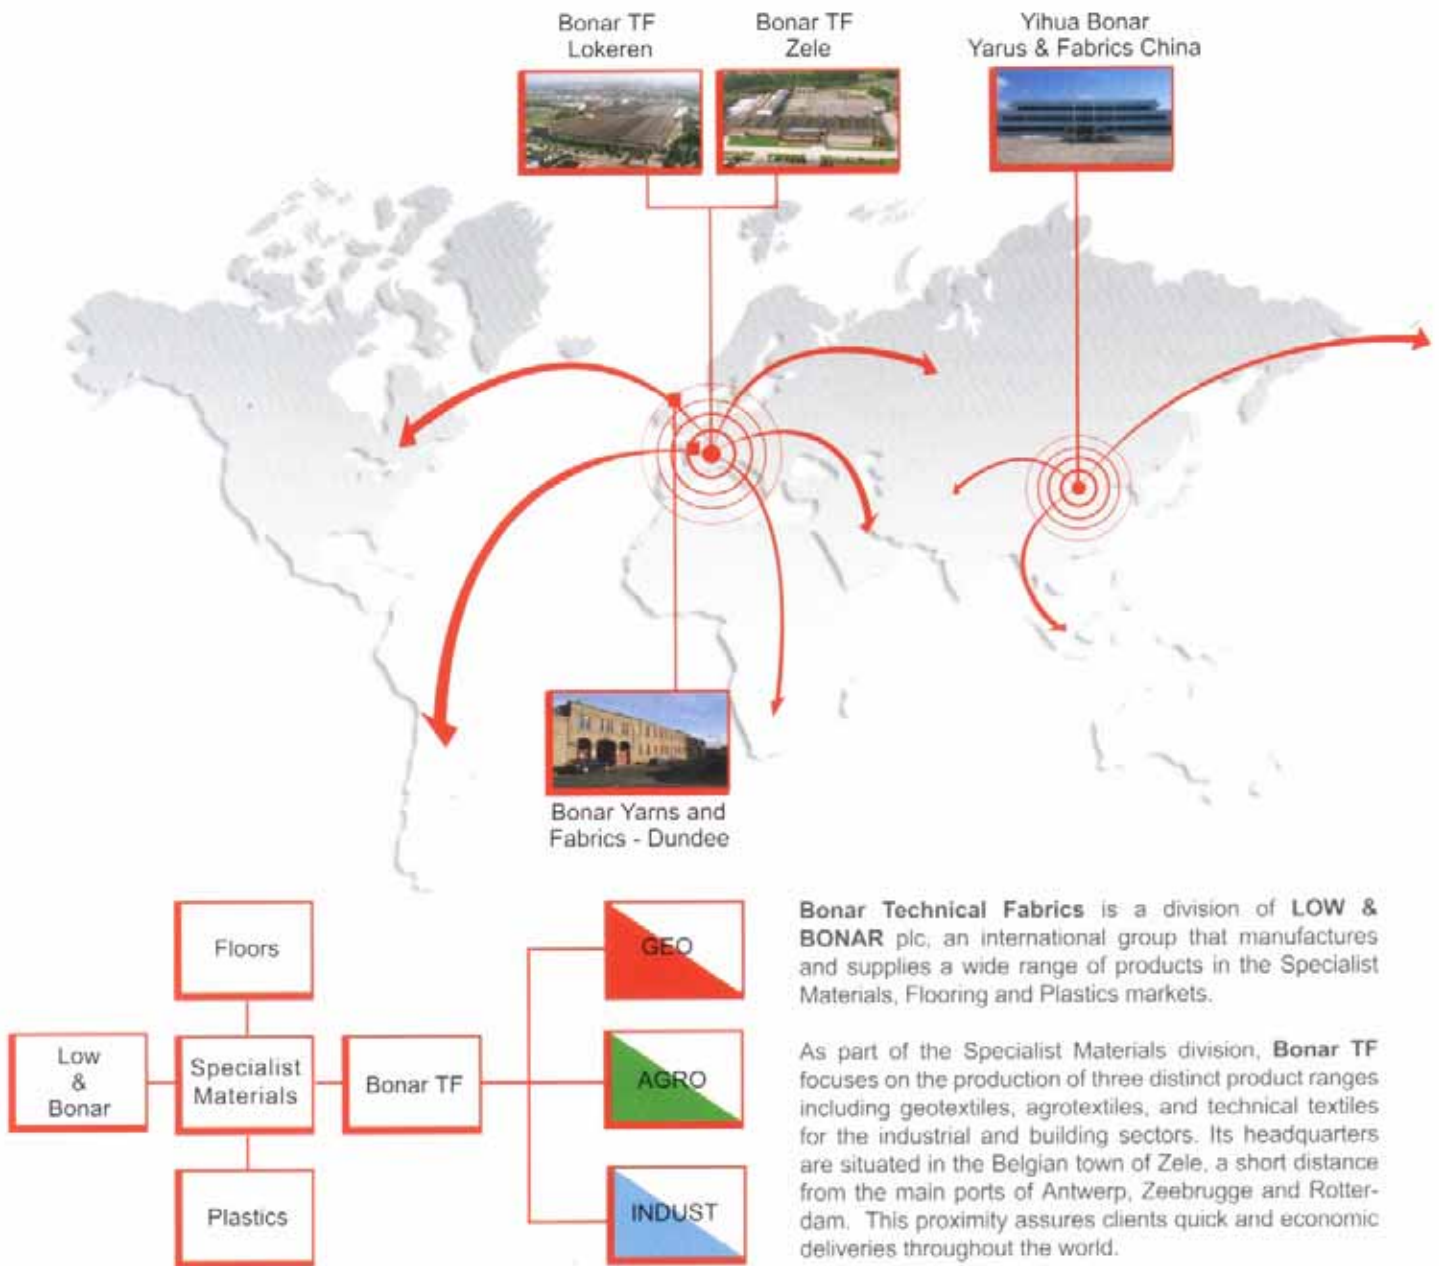 Bonar TF
Lokeren
Bonar TF
Zele
Yihua Bonar
Yarus & Fabrics China
Bonar Yarns and
Fabrics - Dundee
Floors
Low
&
Bonar
Specialist
Materials
Bonar TF
Plastics
GEO
AGRO
INDUST
Bonar Technical Fabrics is a division of LOW &
BONAR plc, an international group that manufactures
and supplies a wide range of products in the Specialist
Materials, Flooring and Plastics markets.
As part of the Specialist Materials division, Bonar TF
focuses on the production of three distinct product ranges
including geotextiles, agrotextiles, and technical textiles
for the industrial and building sectors. Its headquarters
are situated in the Belgian town of Zele, a short distance
from the main ports of Antwerp, Zeebrugge and Rotter-
dam. This proximity assures clients quick and economic
deliveries throughout the world.